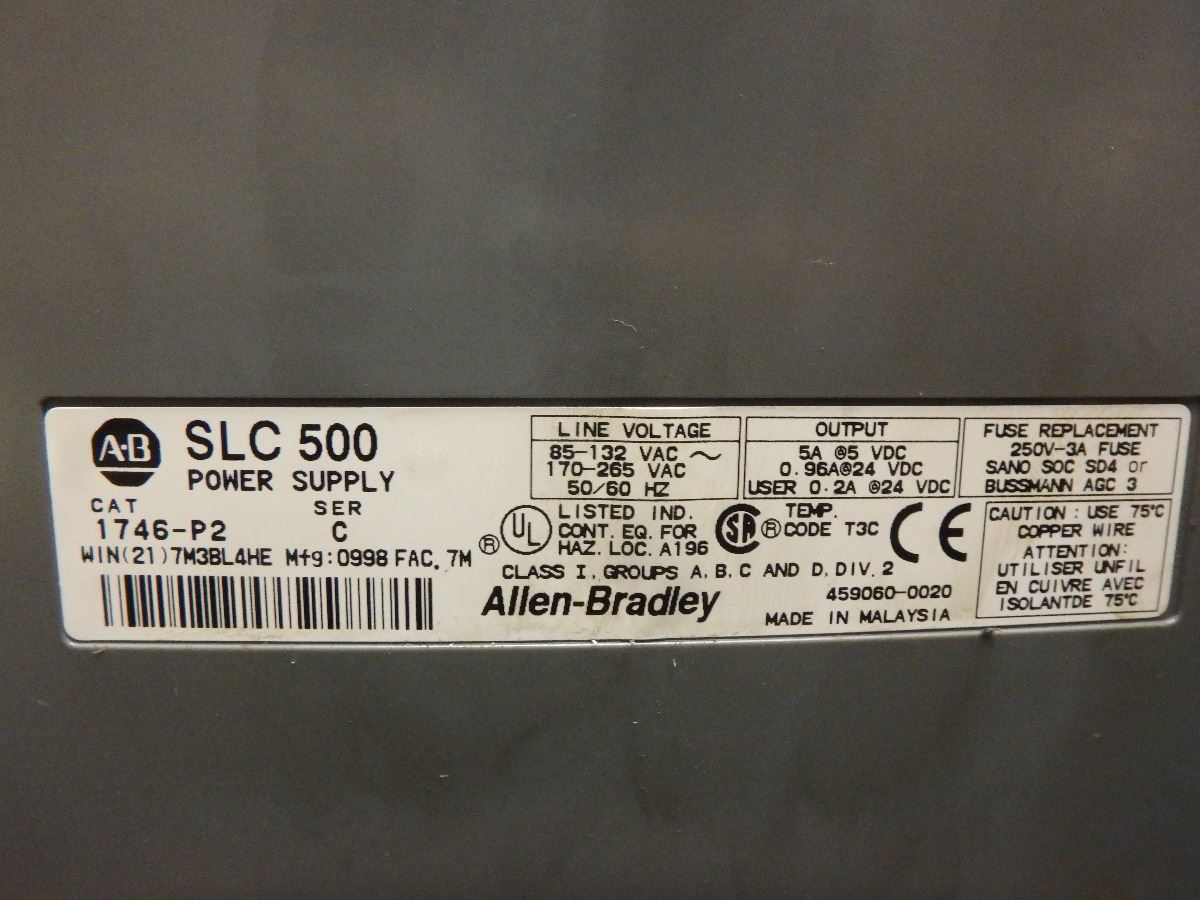 A-B
SLC 500
POWER SUPPLY
CAT SER
1746-P2 C
WIN(21)7M3BL4HE Mfg:0998 FAC. 7M
LINE VOLTAGE
85-132 VAC ~
170-265 VAC
50/60 HZ
OUTPUT
5A @5 VDC
0.96A@24 VDC
USER 0.2A @24 VDC
FUSE REPLACEMENT
250V-3A FUSE
SANO SOC SD4 or
BUSSMANN AGC 3
® UL LISTED IND.
CONT. EQ. FOR
HAZ. LOC. A196
SA ® TEMP.
CODE T3C
CE
CLASS I, GROUPS A, B, C AND D, DIV. 2
Allen-Bradley
459060-0020
MADE IN MALAYSIA
CAUTION: USE 75°C
COPPER WIRE
ATTENTION:
UTILISER UNFIL
EN CUIVRE AVEC
ISOLANTDE 75°C